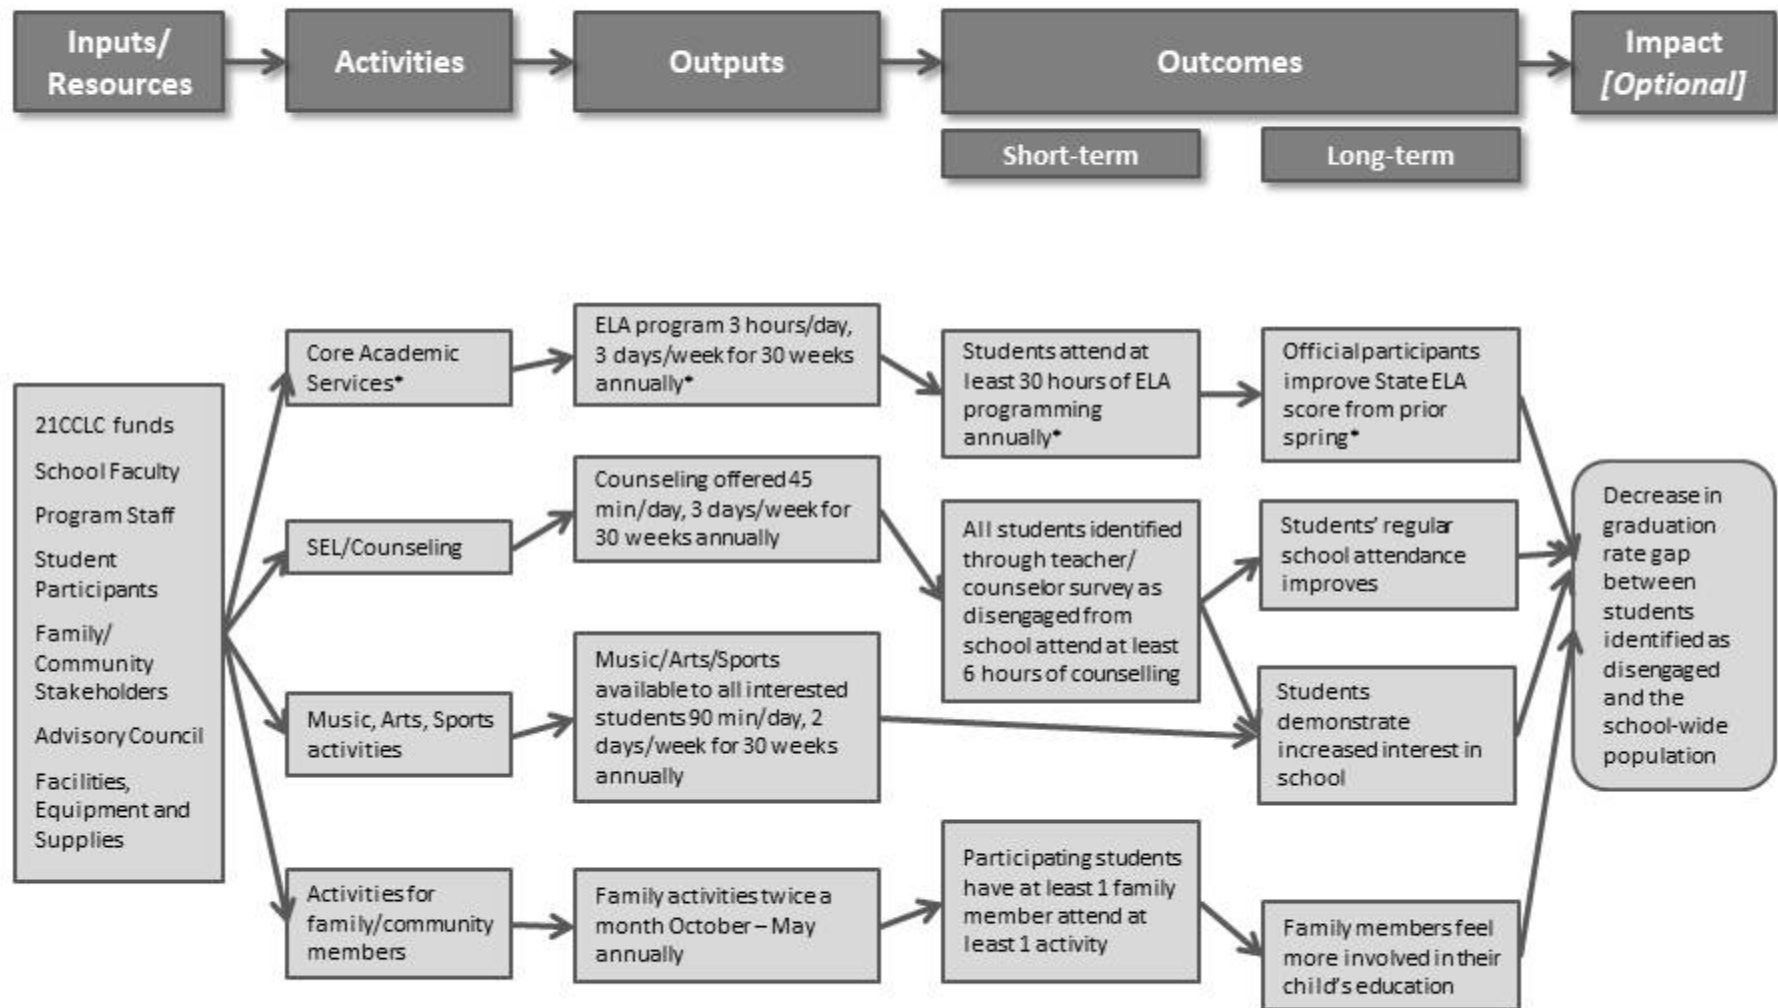 Inputs/
Resources
Activities
Outputs
Outcomes
Impact
[Optional]
Short-term
Long-term
21CCLC funds
School Faculty
Program Staff
Student
Participants
Family/
Community
Stakeholders
Advisory Council
Facilities,
Equipment and
Supplies
Core Academic
Services*
SEL/Counseling
Music, Arts, Sports
activities
Activities for
family/community
members
ELA program 3 hours/day,
3 days/week for 30 weeks
annually*
Counseling offered 45
min/day, 3 days/week for
30 weeks annually
Music/Arts/Sports
available to all interested
students 90 min/day, 2
days/week for 30 weeks
annually
Family activities twice a
month October – May
annually
Students attend at
least 30 hours of ELA
programming
annually*
All students identified
through teacher/
counselor survey as
disengaged from
school attend at least
6 hours of counselling
Participating students
have at least 1 family
member attend at
least 1 activity
Official participants
improve State ELA
score from prior
spring*
Students’ regular
school attendance
improves
Students
demonstrate
increased interest in
school
Family members feel
more involved in their
child’s education
Decrease in
graduation
rate gap
between
students
identified as
disengaged
and the
school-wide
population